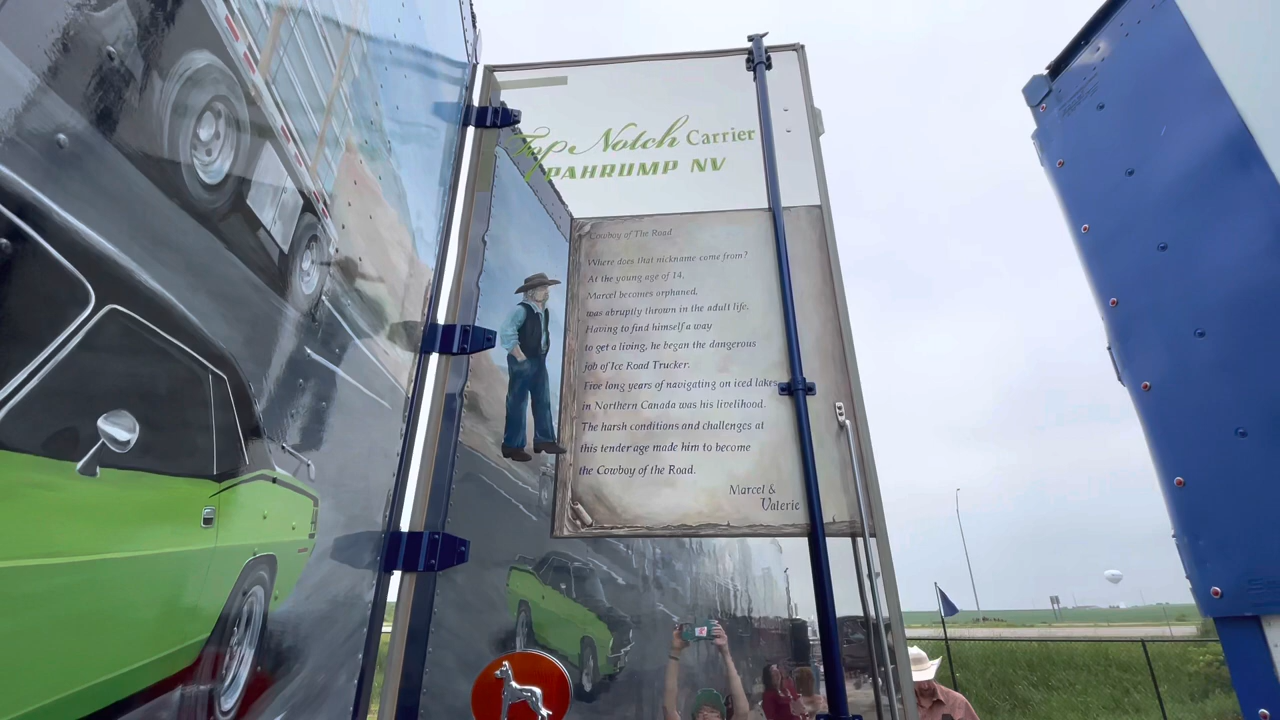 Top Notch Carrier
PAHRUMP NV
Cowboy of The Road
Where does that nickname come from?
At the young age of 14,
Marcel becomes orphaned,
was abruptly thrown in the adult life.
Having to find himself a way
to get a living, he began the dangerous
job of Ice Road Trucker.
Five long years of navigating on iced lakes
in Northern Canada was his livelihood.
The harsh conditions and challenges at
this tender age made him to become
the Cowboy of the Road.
Marcel &
Valerie